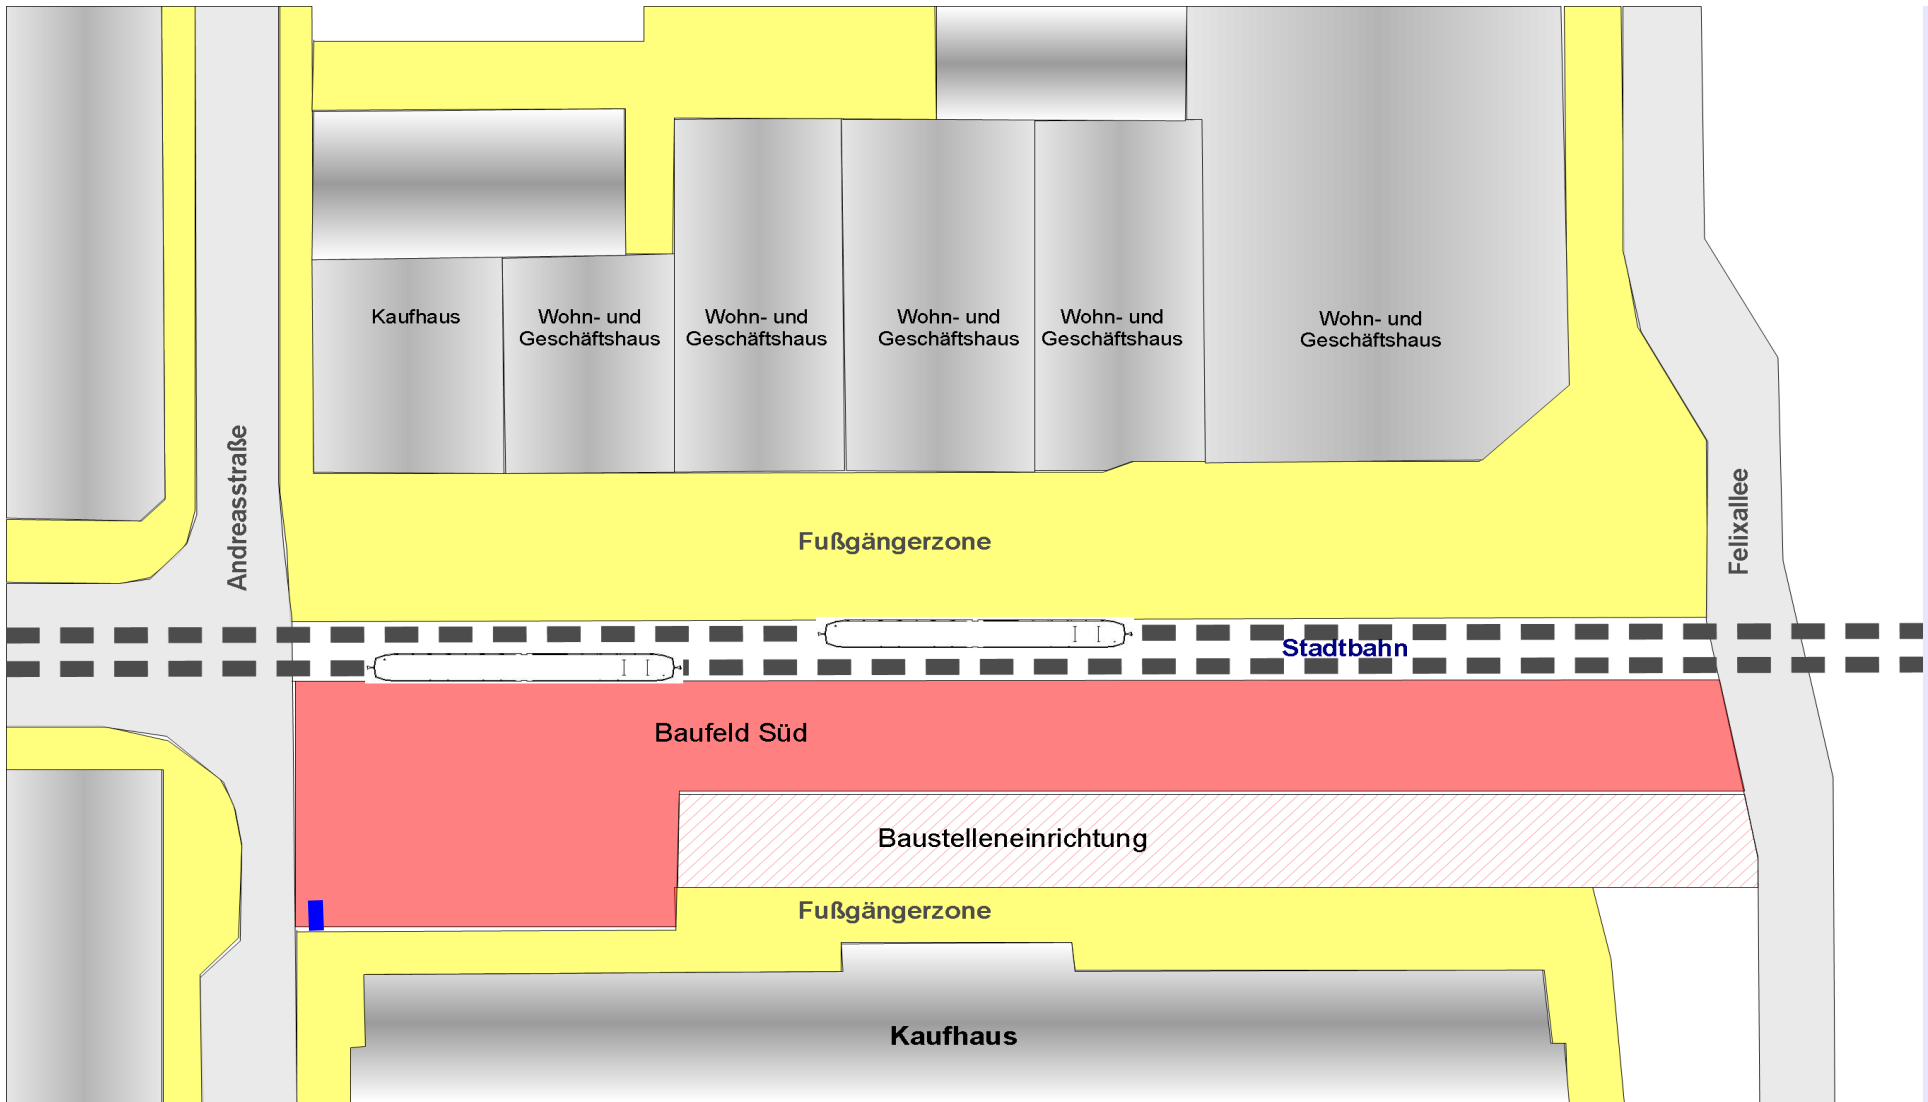 Kaufhaus
Wohn- und
Geschäftshaus
Wohn- und
Geschäftshaus
Wohn- und
Geschäftshaus
Wohn- und
Geschäftshaus
Wohn- und
Geschäftshaus
Andreasstraße
Felixallee
Fußgängerzone
Stadtbahn
Baufeld Süd
Baustelleneinrichtung
Fußgängerzone
Kaufhaus